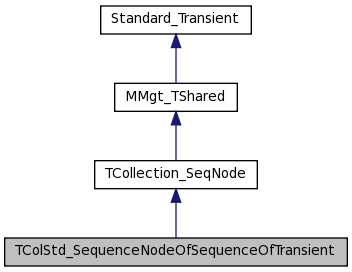 Standard_Transient
MMgt_TShared
TCollection_SeqNode
TColStd_SequenceNodeOfSequenceOfTransient